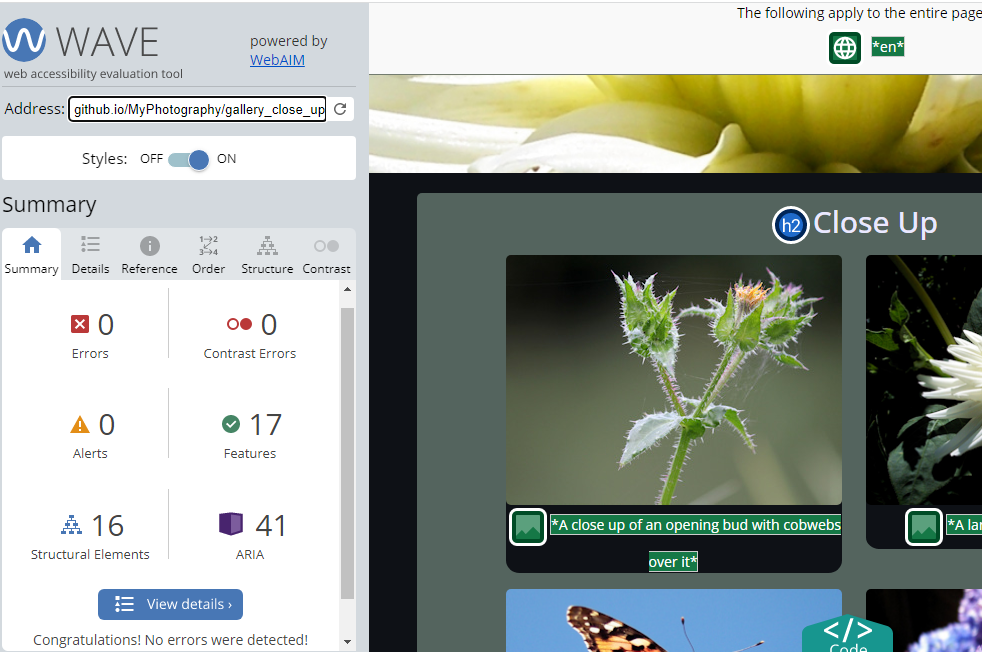 The following apply to the entire page
*en*
WAVE
powered by
WebAIM
web accessibility evaluation tool
Address: github.io/MyPhotography/gallery_close_up
Styles: OFF ON
Summary
Summary Details Reference Order Structure Contrast
0 0
Errors Contrast Errors
0 17
Alerts Features
16 41
Structural Elements ARIA
View details ›
Congratulations! No errors were detected!
h2 Close Up
*A close up of an opening bud with cobwebs
over it*
*A lar
</> 
Code